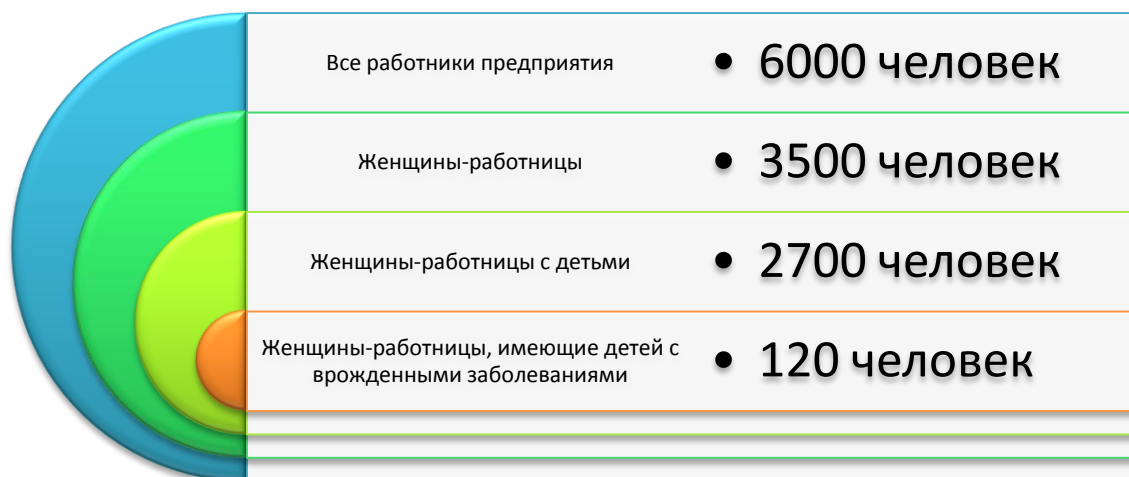 Все работники предприятия
• 6000 человек
Женщины-работницы
• 3500 человек
Женщины-работницы с детьми
• 2700 человек
Женщины-работницы, имеющие детей с
врожденными заболеваниями
• 120 человек